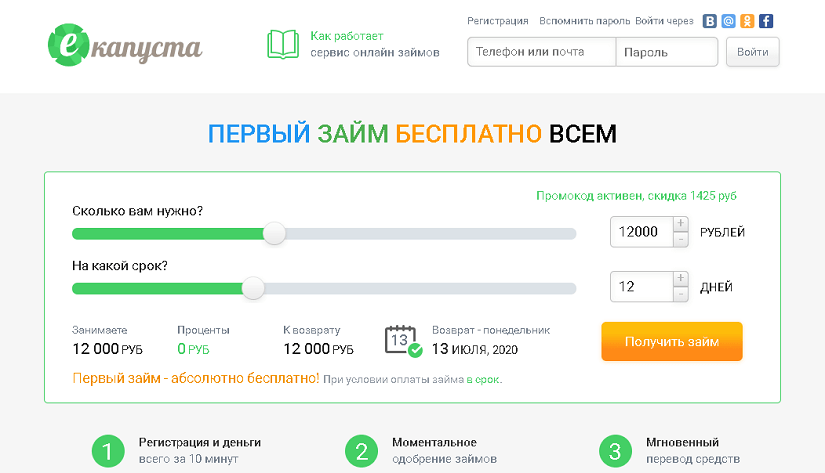 Регистрация Вспомнить пароль Войти через
екапуста
Как работает
сервис онлайн займов
Телефон или почта Пароль Войти
ПЕРВЫЙ ЗАЙМ БЕСПЛАТНО ВСЕМ
Промокод активен, скидка 1425 руб
Сколько вам нужно?
12000 + - РУБЛЕЙ
На какой срок?
12 + - ДНЕЙ
Занимаете Проценты К возврату Возврат - понедельник
12 000 РУБ 0 РУБ 12 000 РУБ 13 13 ИЮЛЯ, 2020
Получить займ
Первый займ - абсолютно бесплатно! При условии оплаты займа в срок.
1 Регистрация и деньги
всего за 10 минут
2 Моментальное
одобрение займов
3 Мгновенный
перевод средств